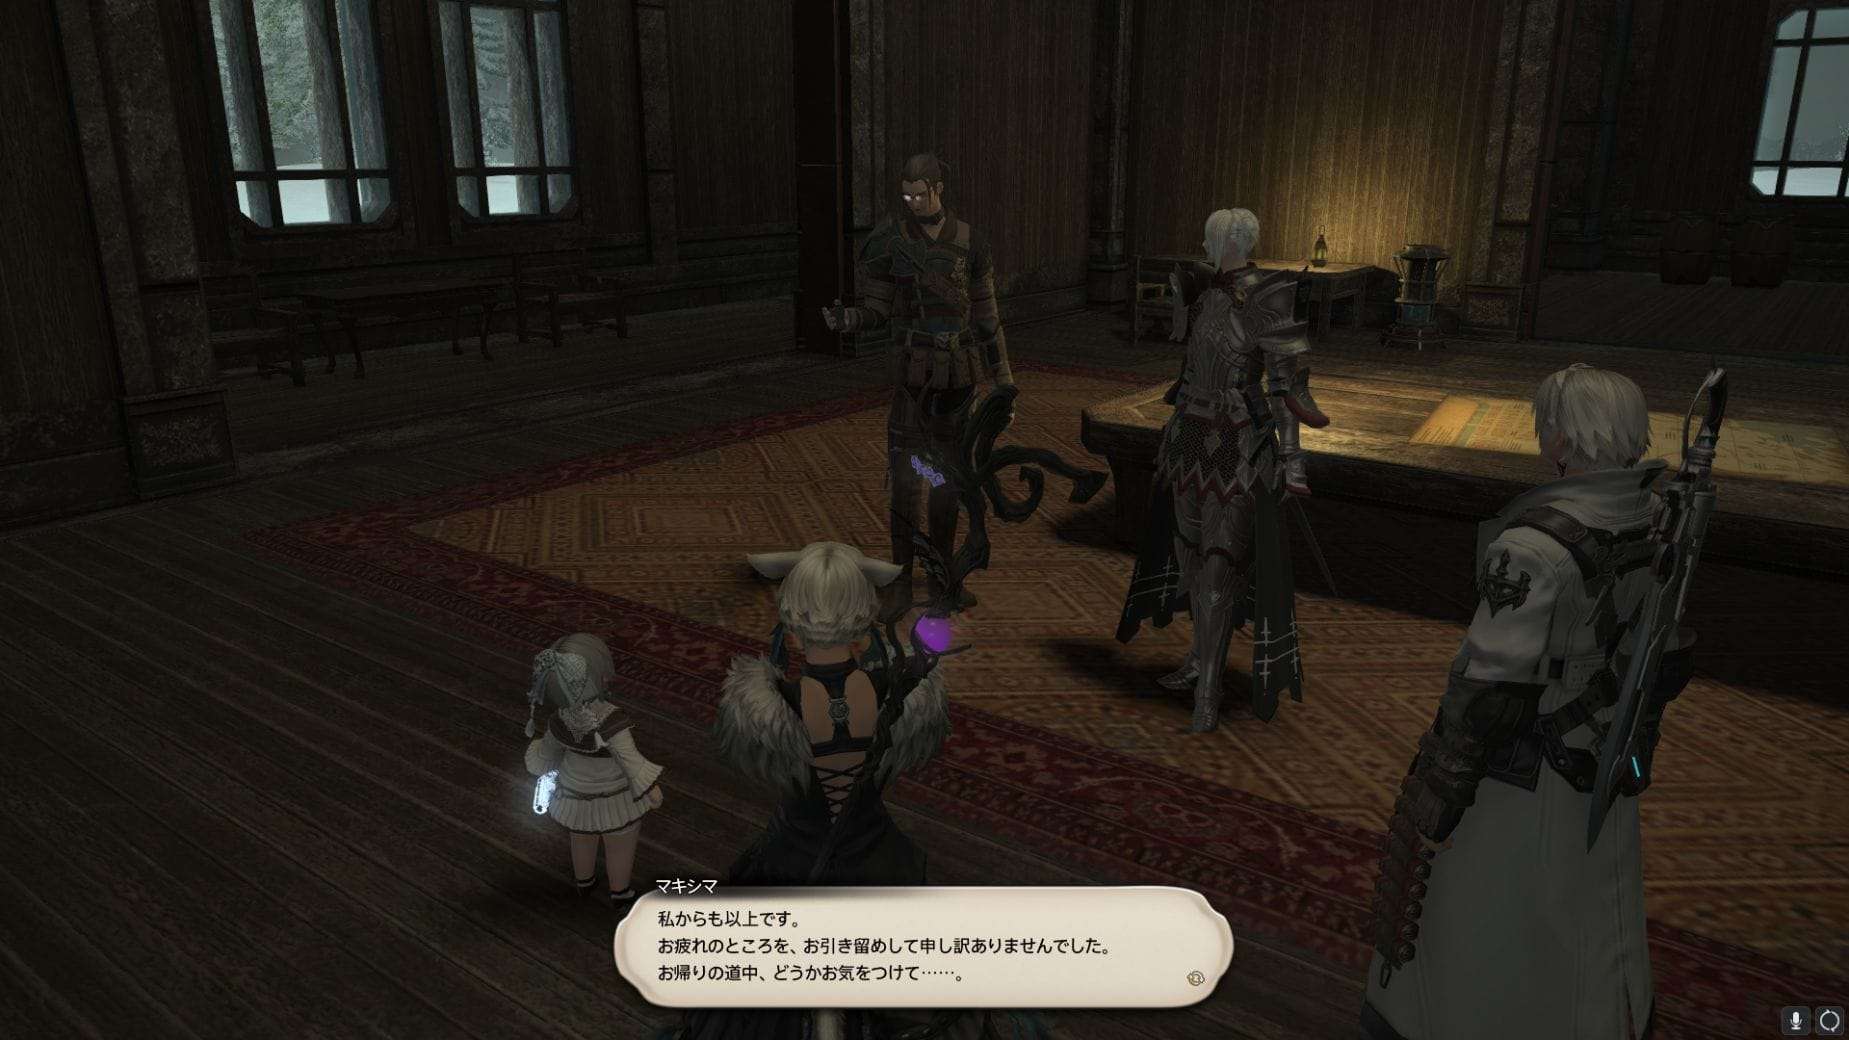 マキシマ
私からも以上です。
お疲れのところを、お引き留めして申し訳ありませんでした。
お帰りの道中、どうかお気をつけて……。